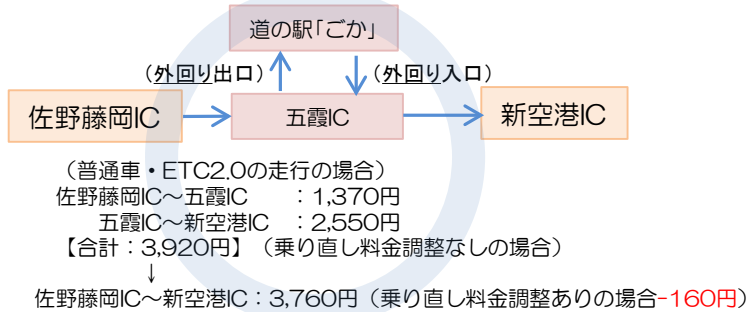 道の駅「ごか」
（外回り出口）
（外回り入口）
佐野藤岡IC
五霞IC
新空港IC
（普通車・ETC2.0の走行の場合）
佐野藤岡IC～五霞IC　：1,370円
五霞IC～新空港IC　：2,550円
【合計：3,920円】（乗り直し料金調整なしの場合）
↓
佐野藤岡IC～新空港IC：3,760円（乗り直し料金調整ありの場合-160円）